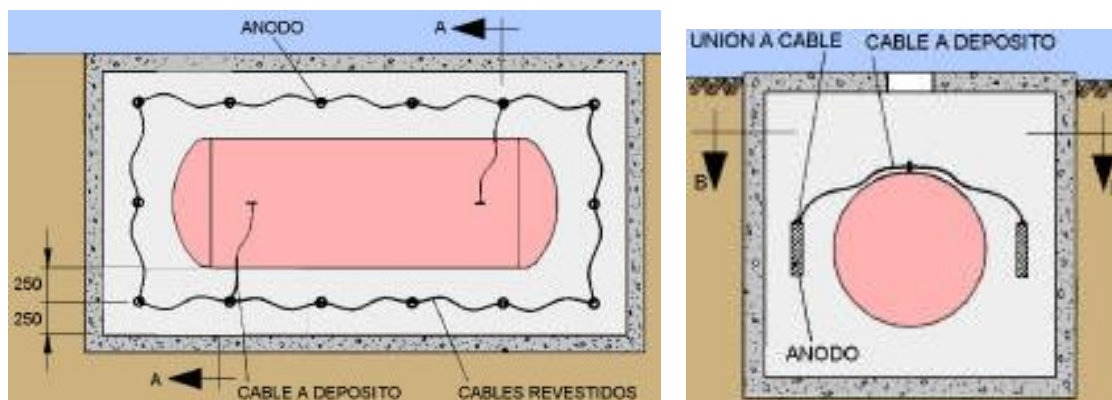 ANODO
A
250
250
A
CABLE A DEPOSITO
CABLES REVESTIDOS
UNION A CABLE
CABLE A DEPOSITO
B
ANODO